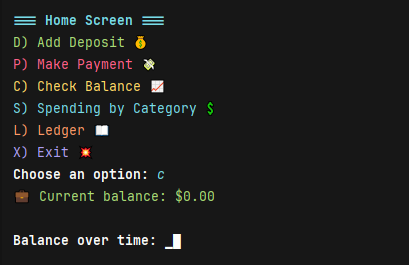 === Home Screen ===
D) Add Deposit 💰
P) Make Payment 💸
C) Check Balance 📈
S) Spending by Category $
L) Ledger 📖
X) Exit 💥
Choose an option: c
💼 Current balance: $0.00
Balance over time: _